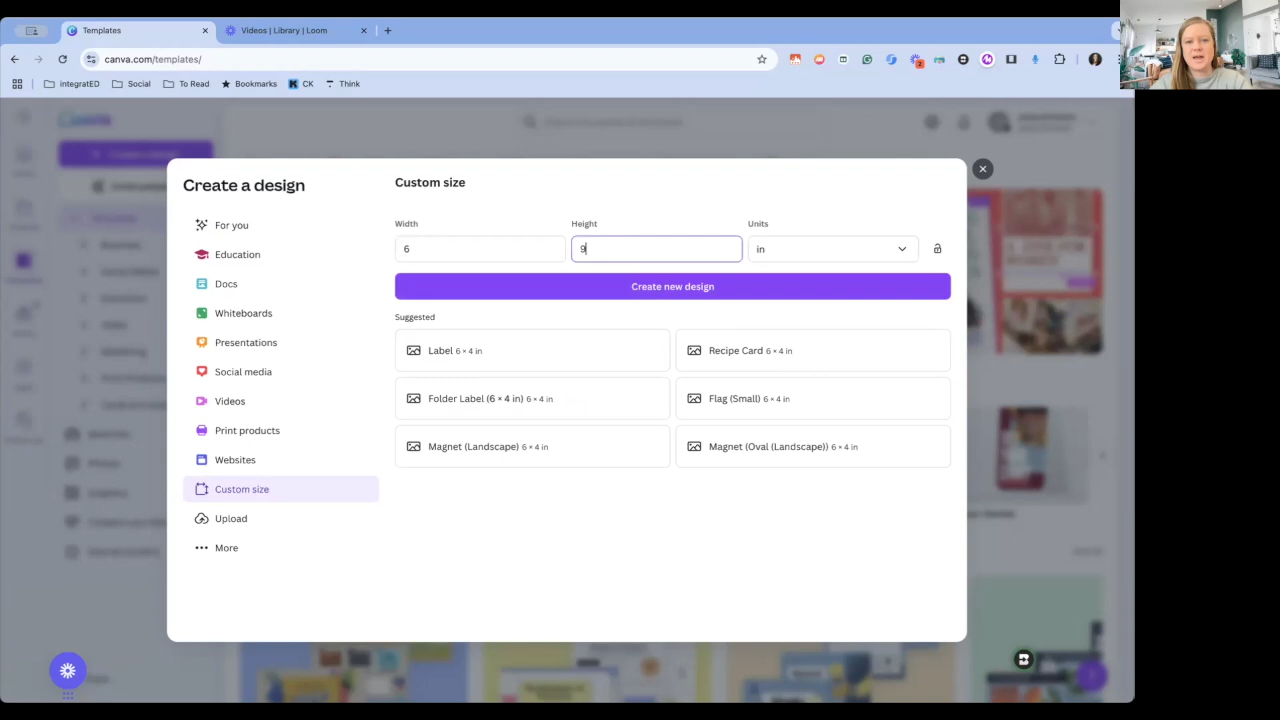 Templates
Videos | Library | Loom
canva.com/templates/
2
integratED
Social
To Read
Bookmarks
CK
Think
Create a design
For you
Education
Docs
Whiteboards
Presentations
Social media
Videos
Print products
Websites
Custom size
Upload
More
Custom size
Width Height Units
6 9 in
Create new design
Suggested
Label 6 × 4 in
Recipe Card 6 × 4 in
Folder Label (6 × 4 in) 6 × 4 in
Flag (Small) 6 × 4 in
Magnet (Landscape) 6 × 4 in
Magnet (Oval (Landscape)) 6 × 4 in